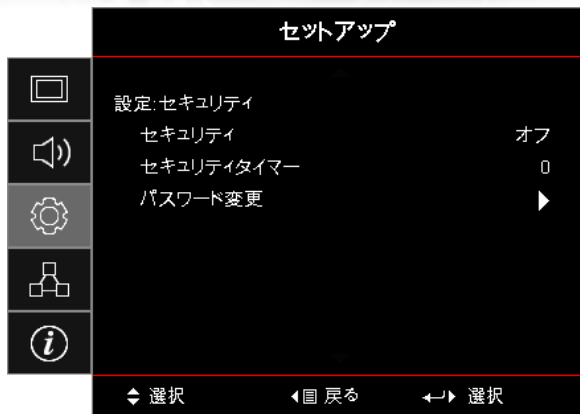 セットアップ
設定:セキュリティ
セキュリティ オフ
セキュリティタイマー 0
パスワード変更
選択 戻る 選択